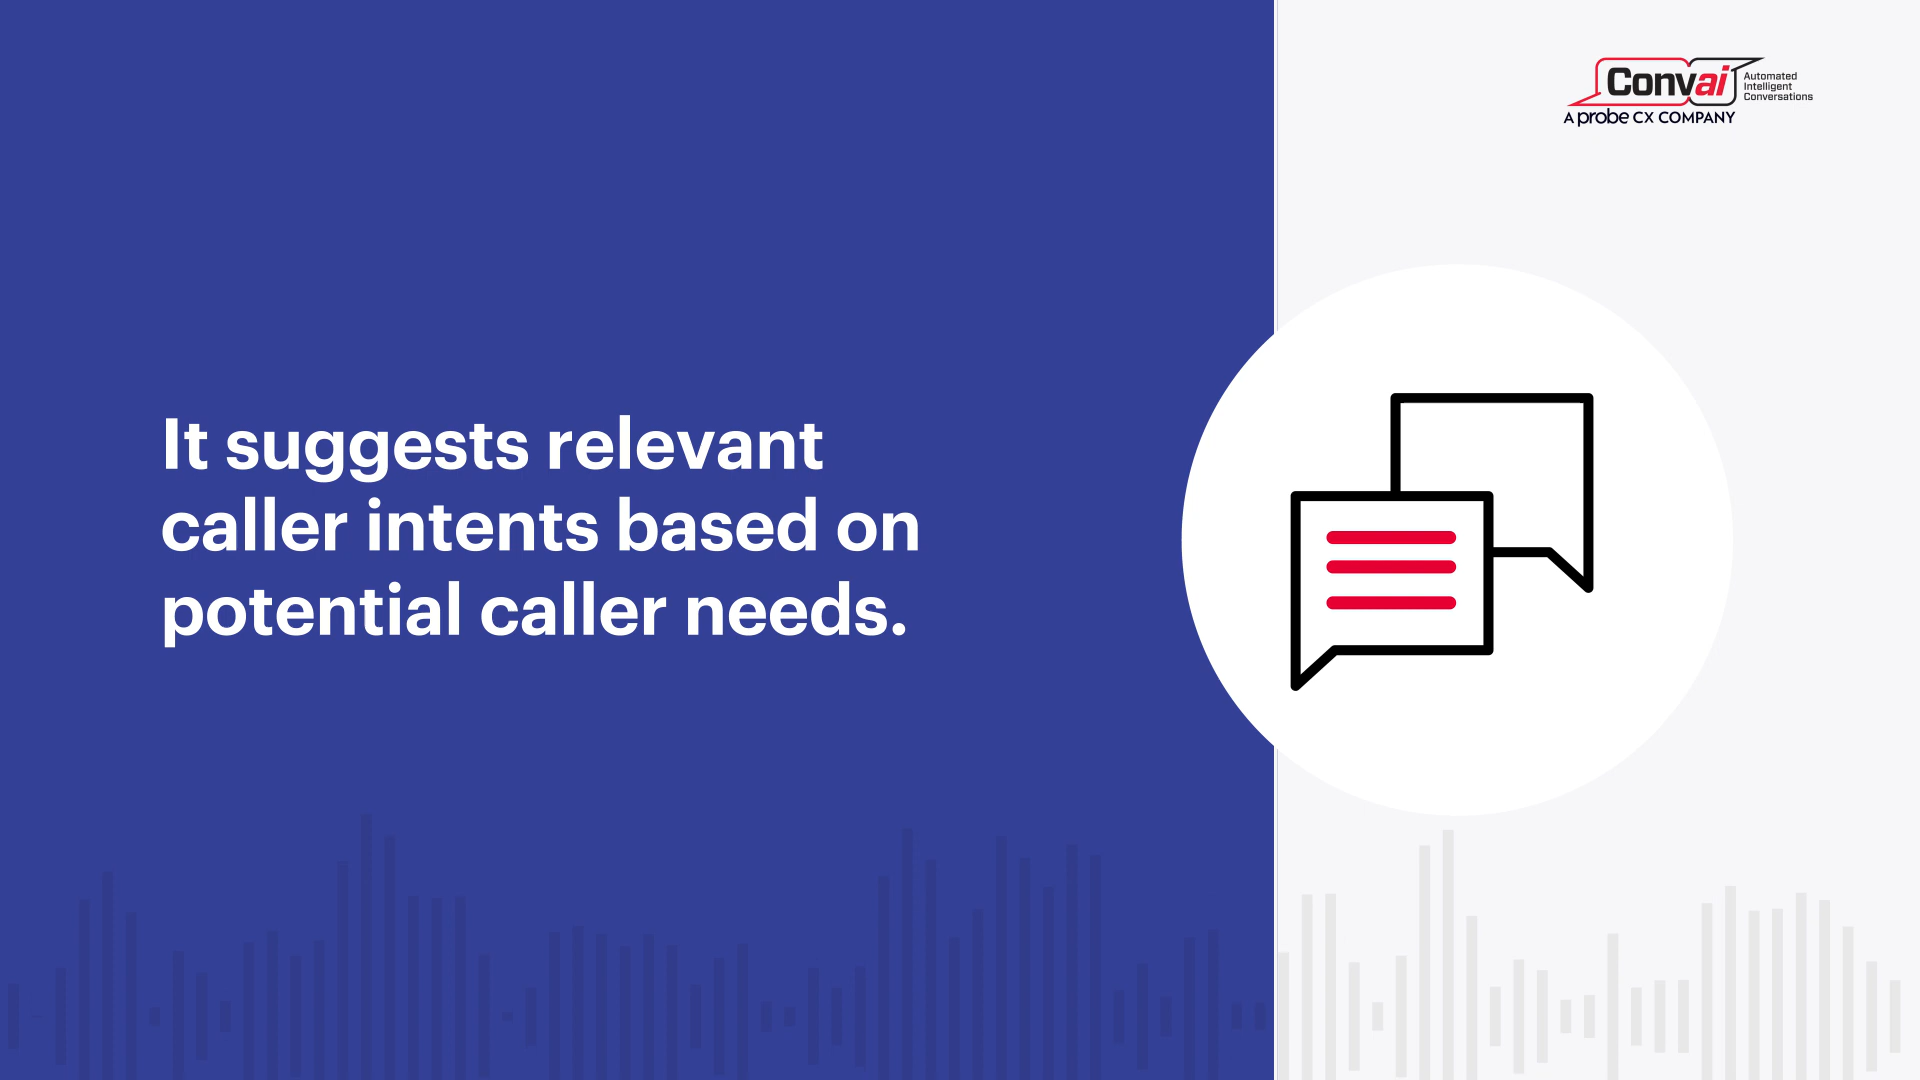 Convai
Automated
Intelligent
Conversations
A probe CX COMPANY
It suggests relevant
caller intents based on
potential caller needs.